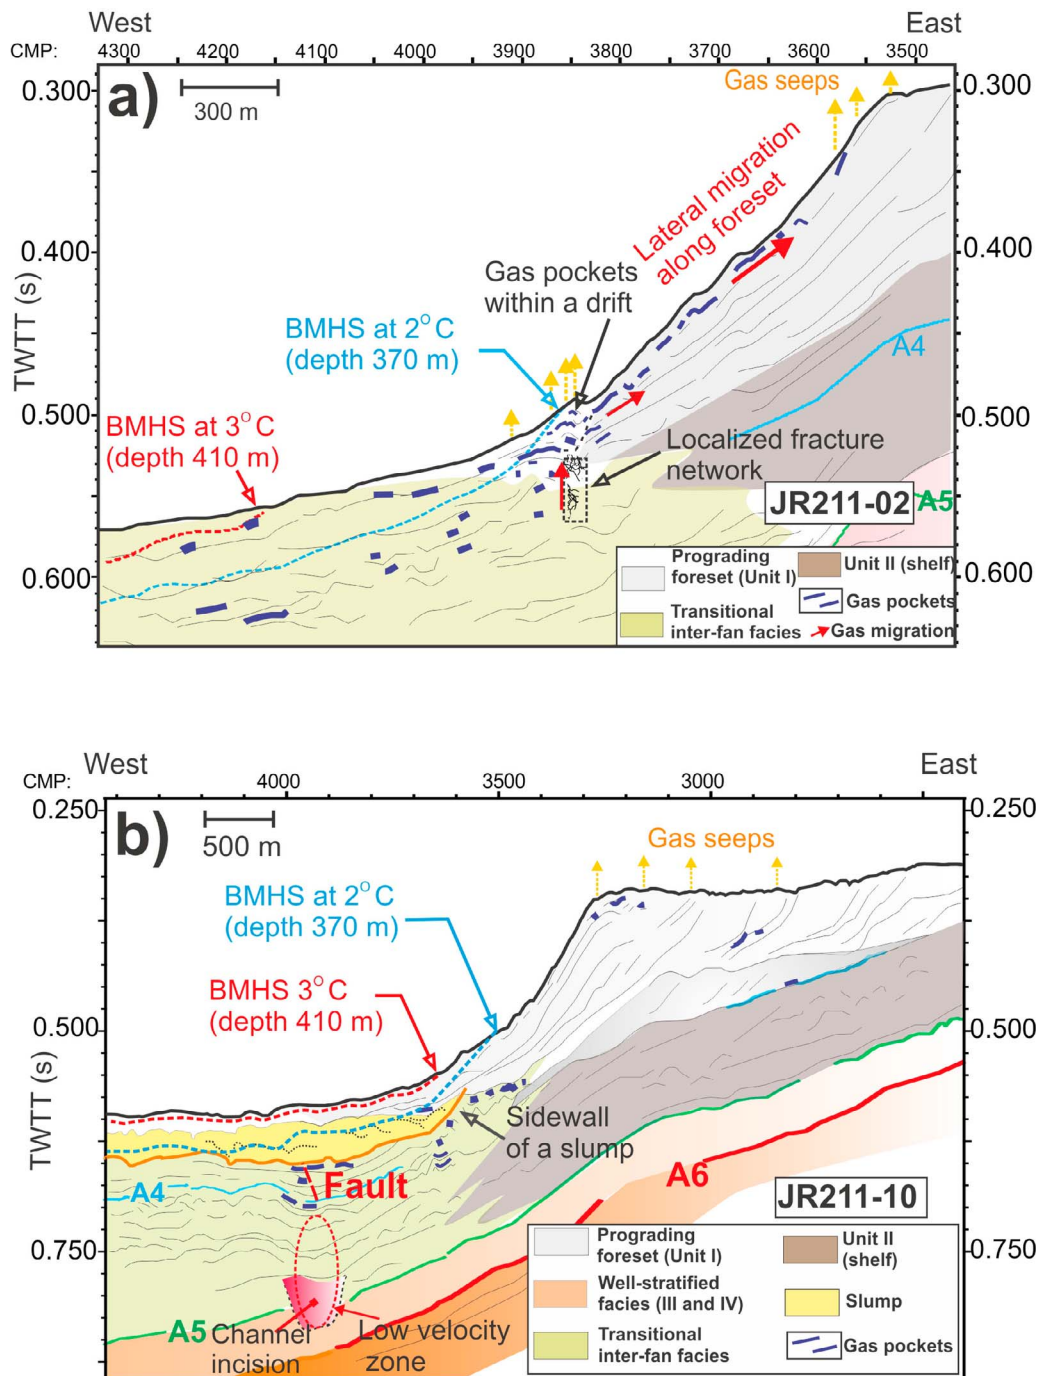 West East
CMP: 4300 4200 4100 4000 3900 3800 3700 3600 3500
a)
300 m
Gas seeps
0.300 0.300
Lateral migration
along foreset
0.400 0.400
Gas pockets
within a drift
BMHS at 2°C
(depth 370 m)
A4
TWTT (s)
0.500 0.500
BMHS at 3°C
(depth 410 m)
Localized fracture
network
JR211-02 A5
0.600 0.600
Prograding
foreset (Unit I)
Unit II (shelf)
Gas pockets
Transitional
inter-fan facies
Gas migration
West East
CMP: 4000 3500 3000
0.250 0.250
b)
500 m
Gas seeps
BMHS at 2°C
(depth 370 m)
BMHS 3°C
(depth 410 m)
0.500 0.500
TWTT (s)
Sidewall
of a slump
A4
Fault
A6
JR211-10
0.750 0.750
Prograding
foreset (Unit I)
Unit II
(shelf)
Well-stratified
facies (III and IV)
Slump
Transitional
inter-fan facies
Gas pockets
A5
Channel
incision
Low velocity
zone